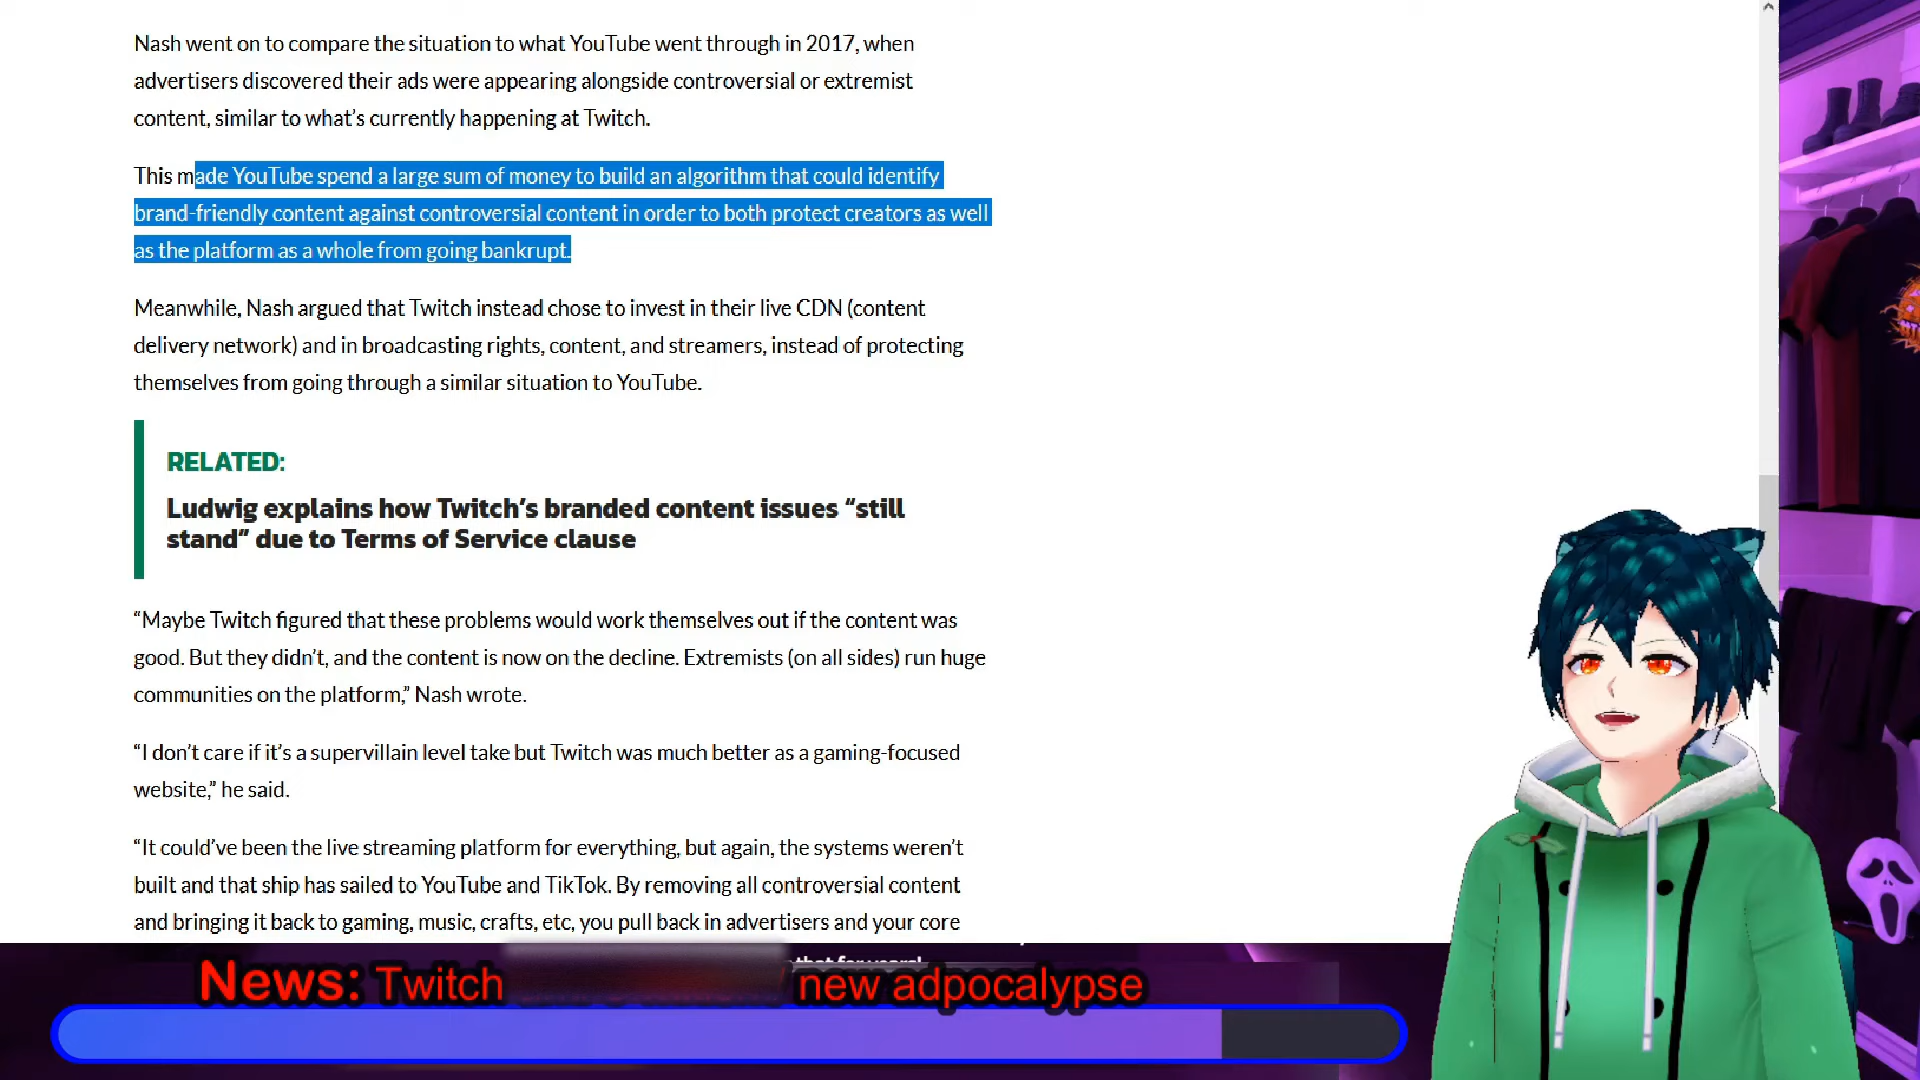 Nash went on to compare the situation to what YouTube went through in 2017, when
advertisers discovered their ads were appearing alongside controversial or extremist
content, similar to what’s currently happening at Twitch.
This made YouTube spend a large sum of money to build an algorithm that could identify
brand-friendly content against controversial content in order to both protect creators as well
as the platform as a whole from going bankrupt.
Meanwhile, Nash argued that Twitch instead chose to invest in their live CDN (content
delivery network) and in broadcasting rights, content, and streamers, instead of protecting
themselves from going through a similar situation to YouTube.
RELATED:
Ludwig explains how Twitch’s branded content issues “still
stand” due to Terms of Service clause
“Maybe Twitch figured that these problems would work themselves out if the content was
good. But they didn’t, and the content is now on the decline. Extremists (on all sides) run huge
communities on the platform,” Nash wrote.
“I don’t care if it’s a supervillain level take but Twitch was much better as a gaming-focused
website,” he said.
“It could’ve been the live streaming platform for everything, but again, the systems weren’t
built and that ship has sailed to YouTube and TikTok. By removing all controversial content
and bringing it back to gaming, music, crafts, etc, you pull back in advertisers and your core
News: Twitch new adpocalypse